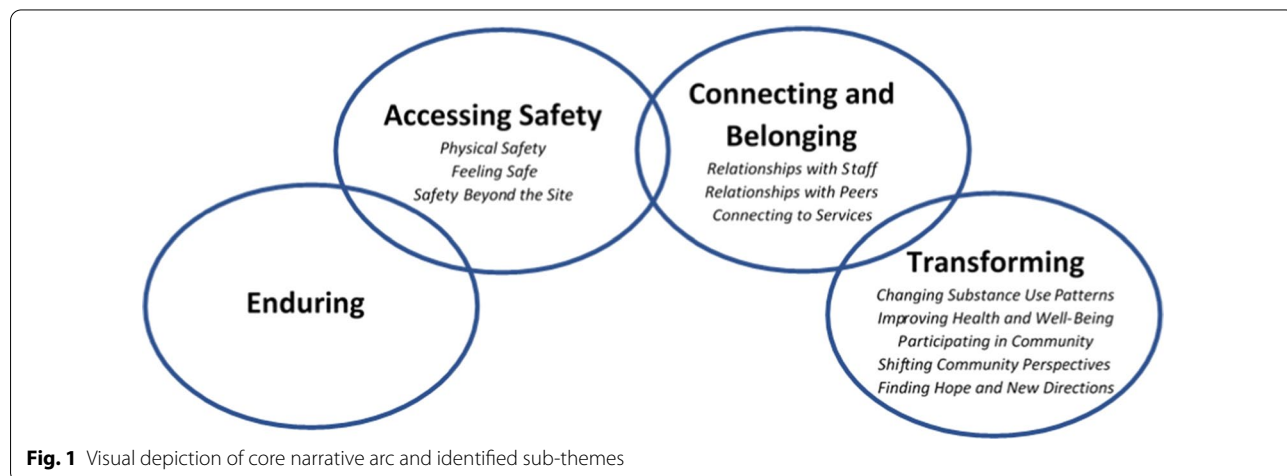 Enduring
Accessing Safety
Physical Safety
Feeling Safe
Safety Beyond the Site
Connecting and
Belonging
Relationships with Staff
Relationships with Peers
Connecting to Services
Transforming
Changing Substance Use Patterns
Improving Health and Well-Being
Participating in Community
Shifting Community Perspectives
Finding Hope and New Directions
Fig. 1 Visual depiction of core narrative arc and identified sub-themes